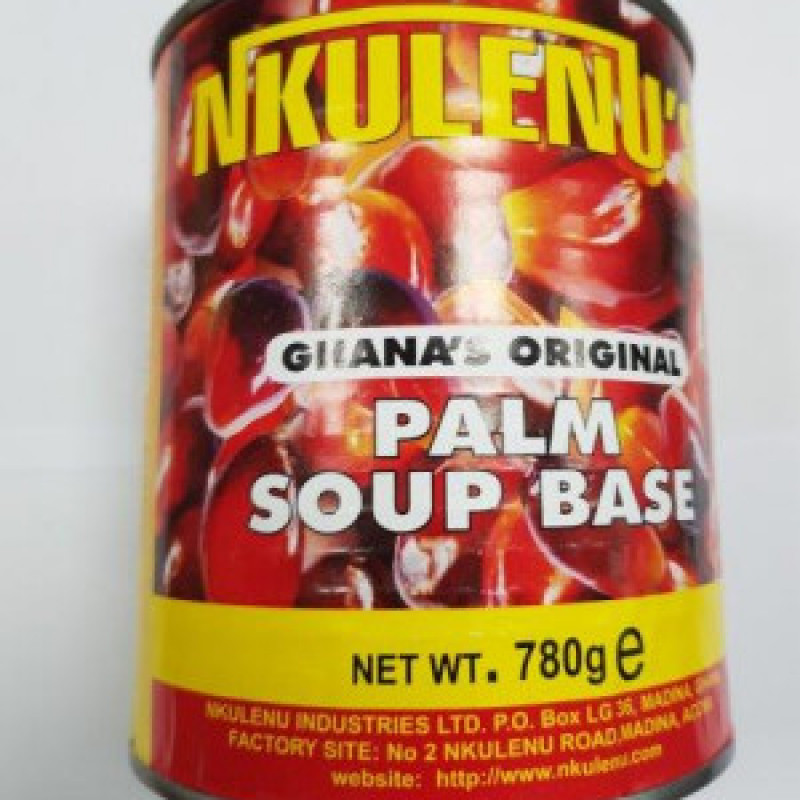 NKULENU'S
GHANA'S ORIGINAL
PALM
SOUP BASE
NET WT. 780g e
NKULENU INDUSTRIES LTD. P.O. Box LG 36, MADINA,
FACTORY SITE: No 2 NKULENU ROAD,MADINA, ACCRA
website: http://www.nkulenu.com